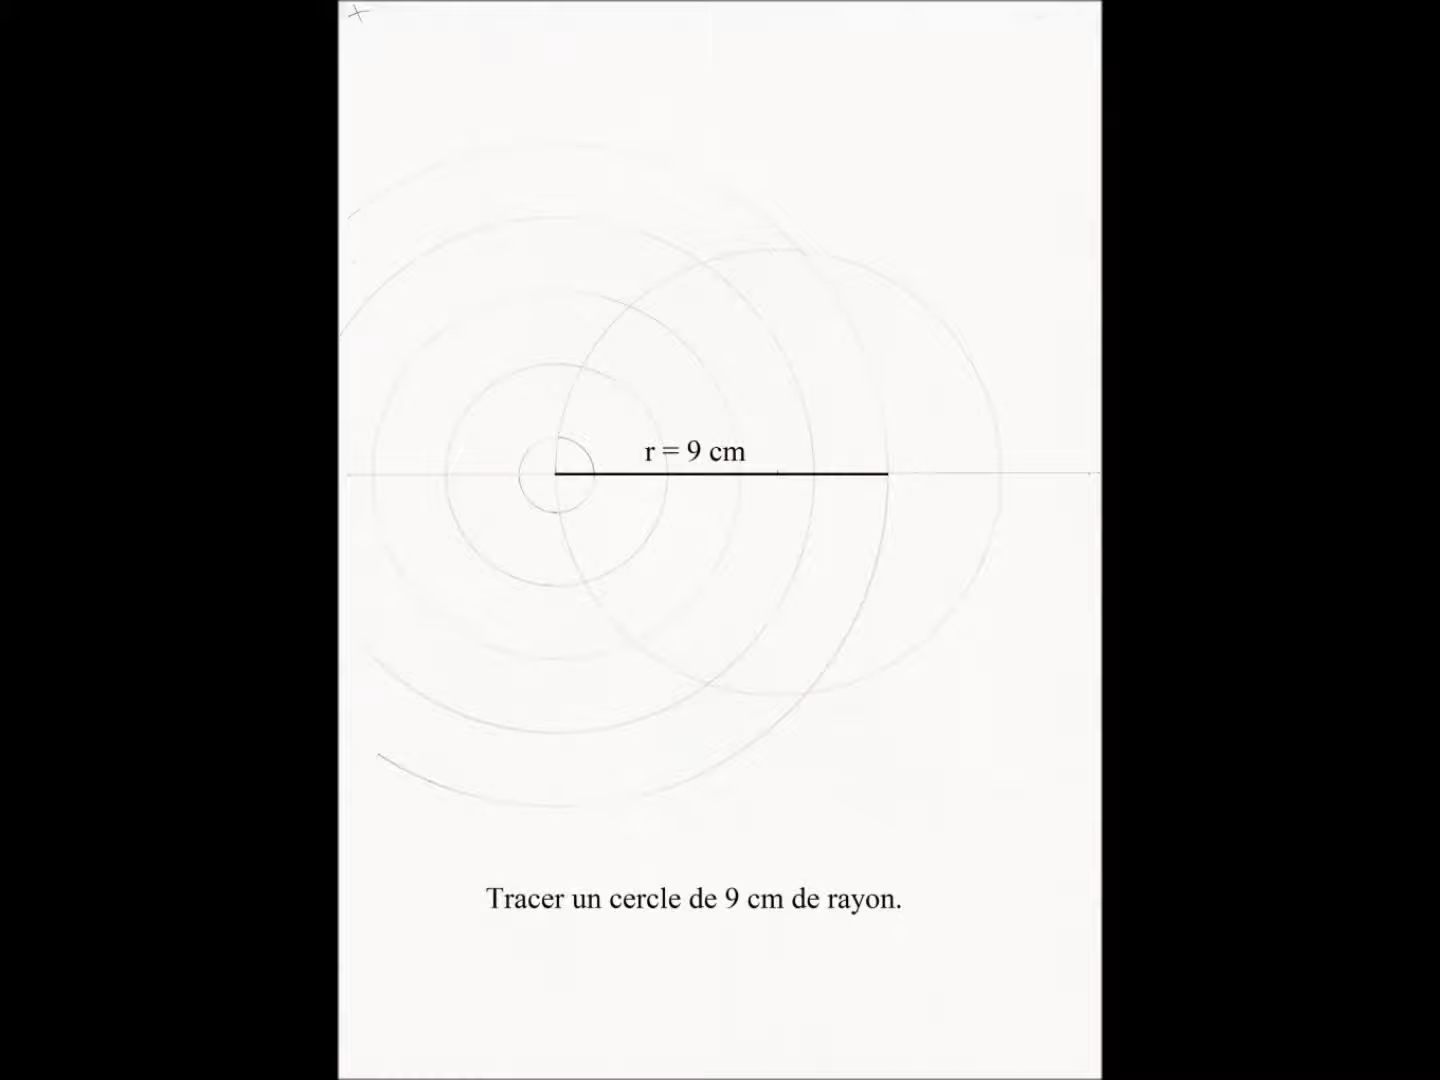 r = 9 cm
Tracer un cercle de 9 cm de rayon.